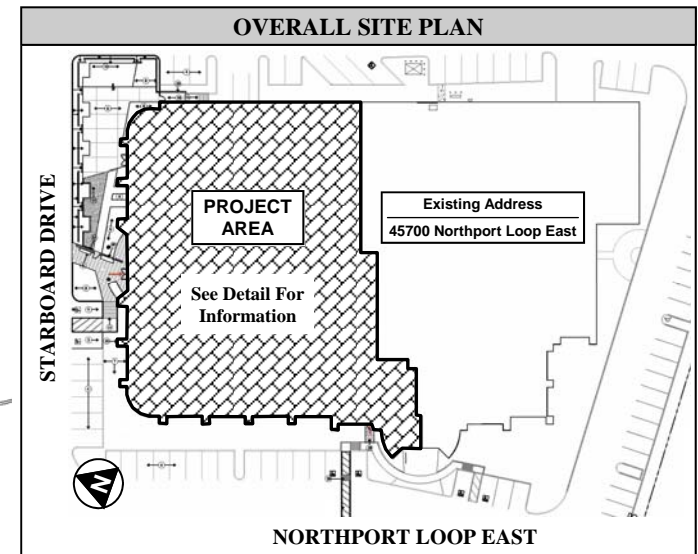 OVERALL SITE PLAN
STARBOARD DRIVE
PROJECT
AREA
See Detail For
Information
Existing Address
45700 Northport Loop East
N
NORTHPORT LOOP EAST